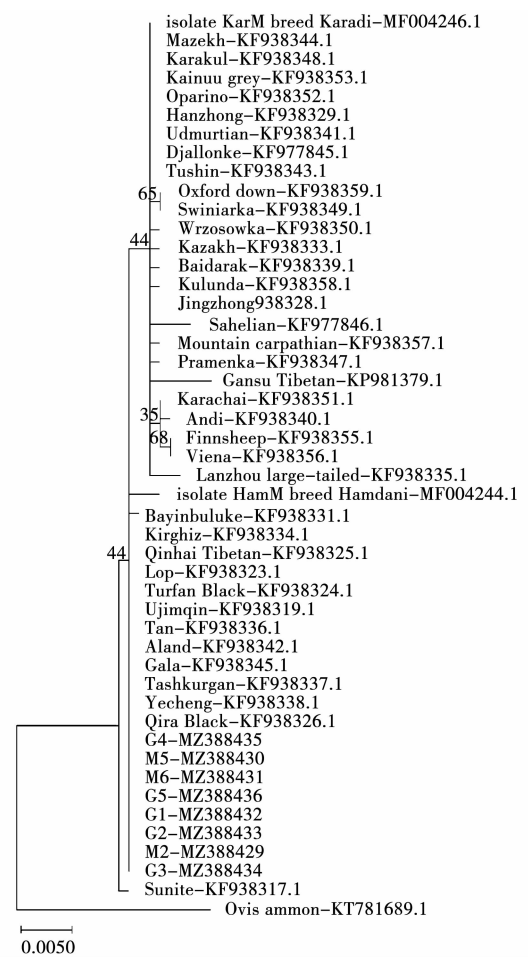 isolate KarM breed Karadi–MF004246.1
Mazekh–KF938344.1
Karakul–KF938348.1
Kainuu grey–KF938353.1
Oparino–KF938352.1
Hanzhong–KF938329.1
Udmurtian–KF938341.1
Djallonke–KF977845.1
Tushin–KF938343.1
65
Oxford down–KF938359.1
Swiniarka–KF938349.1
Wrzosowka–KF938350.1
44
Kazakh–KF938333.1
Baidarak–KF938339.1
Kulunda–KF938358.1
Jingzhong938328.1
Sahelian–KF977846.1
Mountain carpathian–KF938357.1
Pramenka–KF938347.1
Gansu Tibetan–KP981379.1
Karachai–KF938351.1
35
Andi–KF938340.1
68
Finnsheep–KF938355.1
Viena–KF938356.1
Lanzhou large–tailed–KF938335.1
isolate HamM breed Hamdani–MF004244.1
Bayinbuluke–KF938331.1
Kirghiz–KF938334.1
44
Qinhai Tibetan–KF938325.1
Lop–KF938323.1
Turfan Black–KF938324.1
Ujimqin–KF938319.1
Tan–KF938336.1
Aland–KF938342.1
Gala–KF938345.1
Tashkurgan–KF938337.1
Yecheng–KF938338.1
Qira Black–KF938326.1
G4–MZ388435
M5–MZ388430
M6–MZ388431
G5–MZ388436
G1–MZ388432
G2–MZ388433
M2–MZ388429
G3–MZ388434
Sunite–KF938317.1
Ovis ammon–KT781689.1
0.0050